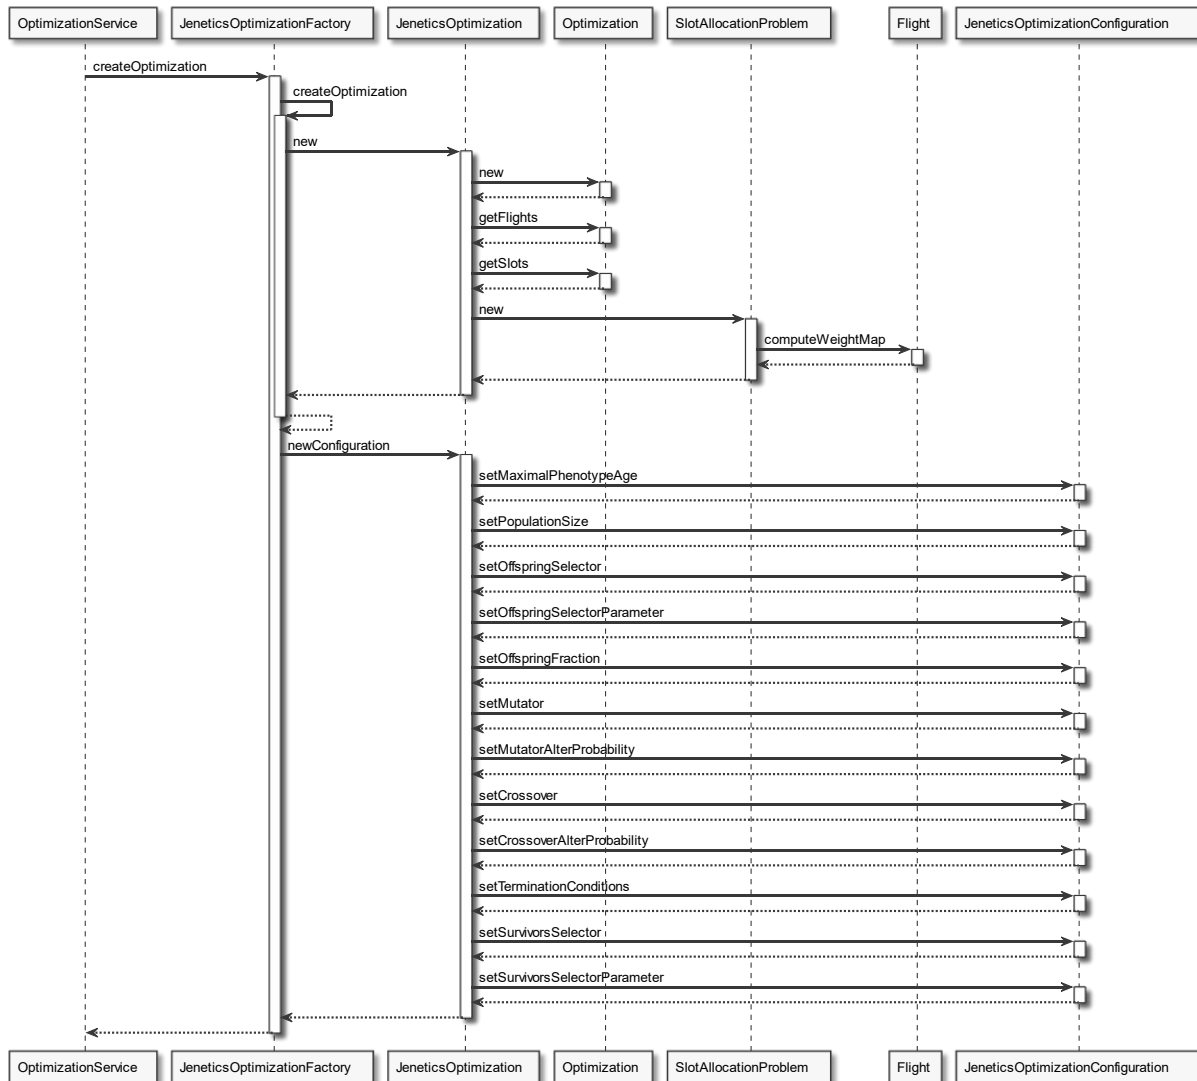 OptimizationService JeneticsOptimizationFactory JeneticsOptimization Optimization SlotAllocationProblem Flight JeneticsOptimizationConfiguration
createOptimization
createOptimization
new
new
getFlights
getSlots
new
computeWeightMap
newConfiguration
setMaximalPhenotypeAge
setPopulationSize
setOffspringSelector
setOffspringSelectorParameter
setOffspringFraction
setMutator
setMutatorAlterProbability
setCrossover
setCrossoverAlterProbability
setTerminationConditions
setSurvivorsSelector
setSurvivorsSelectorParameter
OptimizationService JeneticsOptimizationFactory JeneticsOptimization Optimization SlotAllocationProblem Flight JeneticsOptimizationConfiguration